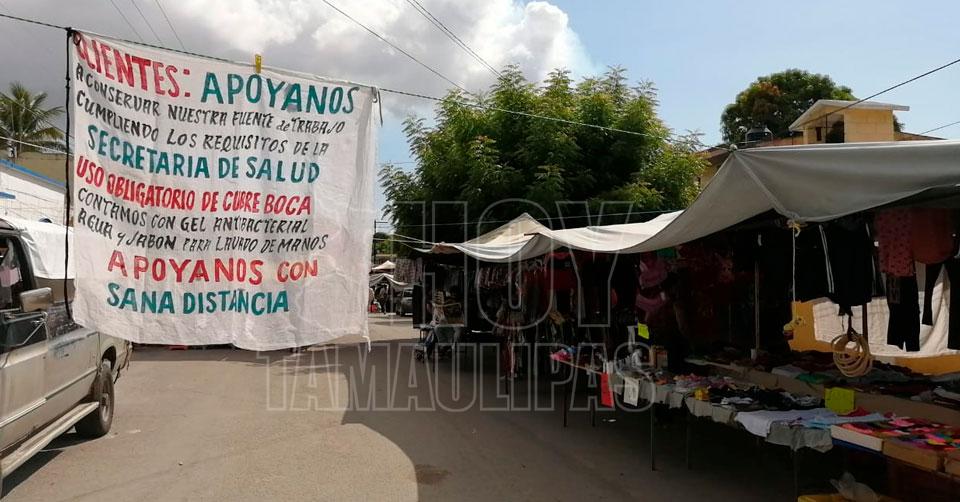 CLIENTES: APOYANOS
A CONSERVAR NUESTRA FUENTE de TRABAJO
CUMPLIENDO LOS REQUISITOS DE LA
SECRETARIA DE SALUD
USO OBLIGATORIO DE CUBRE BOCA
CONTAMOS CON GEL ANTIBACTERIAL
AGUA Y JABON PARA LAVADO DE MANOS
APOYANOS CON
SANA DISTANCIA
HOY
TAMAULIPAS